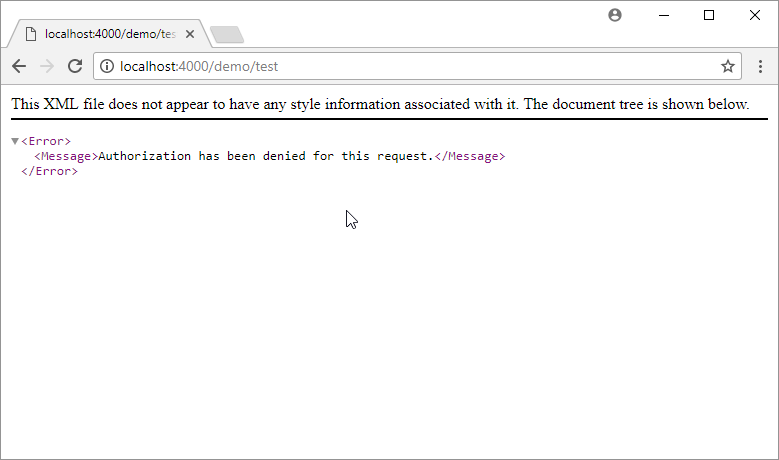 localhost:4000/demo/tes
localhost:4000/demo/test
This XML file does not appear to have any style information associated with it. The document tree is shown below.
<Error>
<Message>Authorization has been denied for this request.</Message>
</Error>